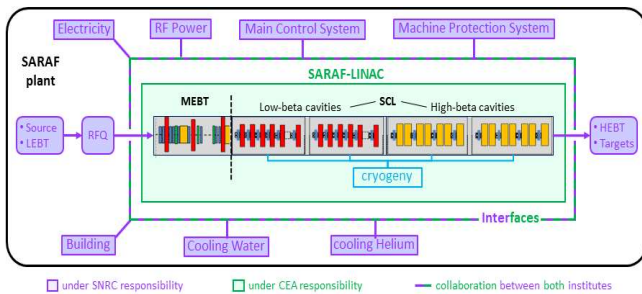 Electricity
RF Power
Main Control System
Machine Protection System
SARAF
plant
SARAF-LINAC
MEBT
SCL
Low-beta cavities
High-beta cavities
• Source
• LEBT
RFQ
• HEBT
• Targets
cryogeny
Interfaces
Building
Cooling Water
cooling Helium
under SNRC responsibility
under CEA responsibility
collaboration between both institutes